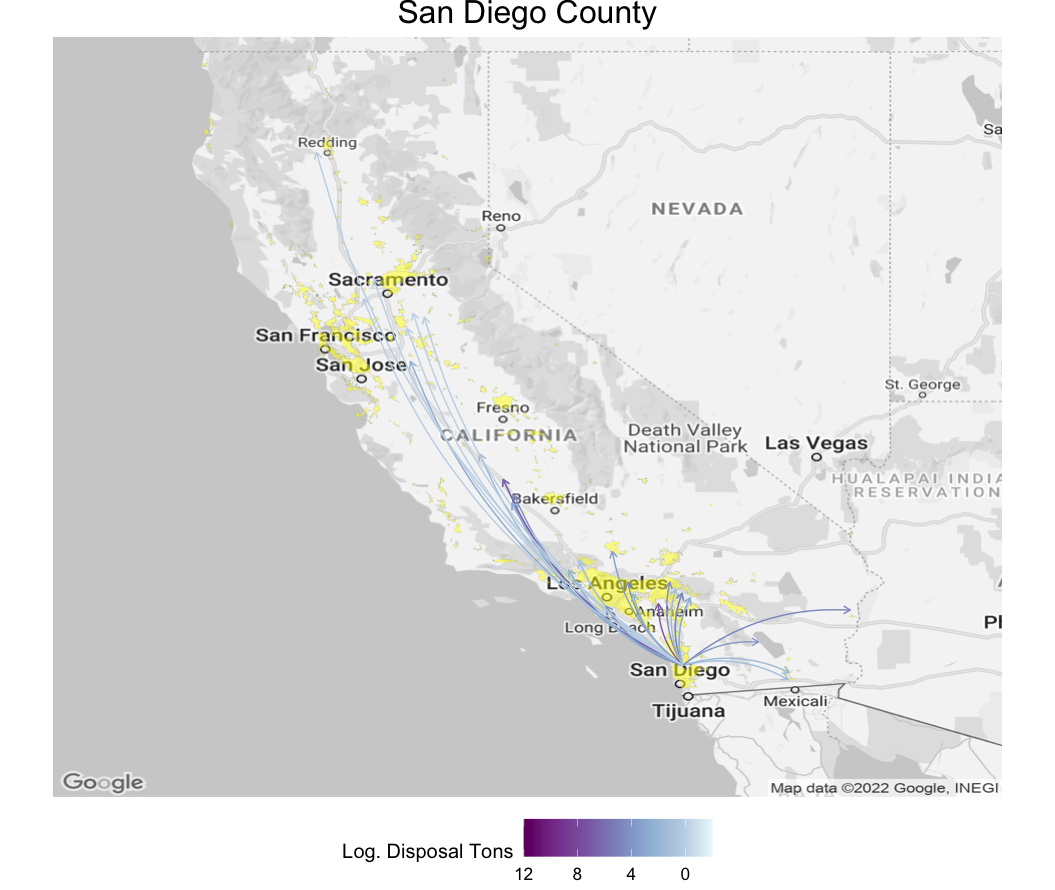 San Diego County
Sa
Redding
NEVADA
Reno
Sacramento
San Francisco
San Jose
St. George
Fresno
CALIFORNIA
Death Valley
National Park
Las Vegas
HUALAPAI INDIA
RESERVATION
Bakersfield
Los Angeles
Anaheim
Long Beach
Ph
San Diego
Tijuana
Mexicali
Google
Map data ©2022 Google, INEGI
Log. Disposal Tons
12 8 4 0